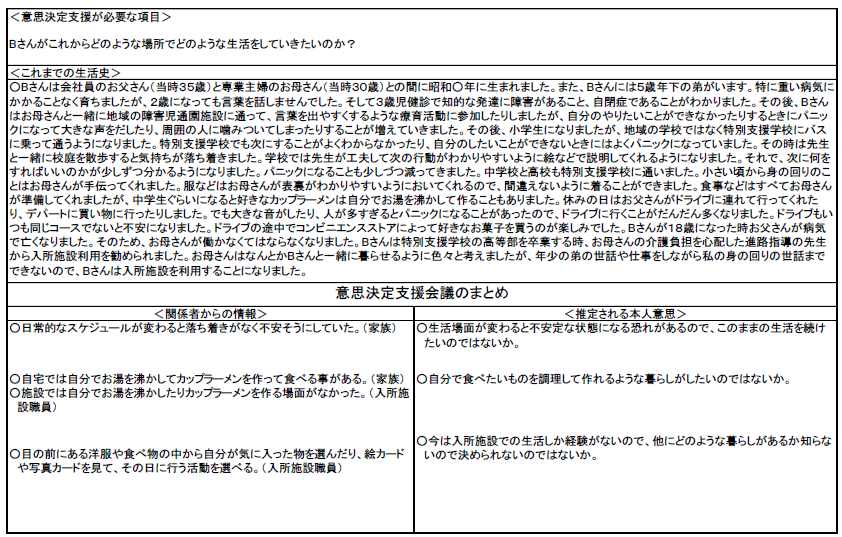 ＜意思決定支援が必要な項目＞
Bさんがこれからどのような場所でどのような生活をしていきたいのか？
＜これまでの生活史＞
○Bさんは会社員のお父さん（当時35歳）と専業主婦のお母さん（当時30歳）との間に昭和○年に生まれました。また、Bさんには5歳年下の弟がいます。特に重い病気に
かかることなく育ちましたが、2歳になっても言葉を話しませんでした。そして3歳児健診で知的な発達に障害があること、自閉症であることがわかりました。その後、Bさん
はお母さんと一緒に地域の障害児通園施設に通って、言葉を出やすくするような療育活動に参加したりしましたが、自分のやりたいことができなかったりするときにパニッ
クになって大きな声をだしたり、周囲の人に噛みついてしまったりすることが増えていきました。その後、小学生になりましたが、地域の学校ではなく特別支援学校にバス
に乗って通うようになりました。特別支援学校でも次にすることがよくわからなかったり、自分のしたいことができないときにはよくパニックになっていました。その時は先生
と一緒に校庭を散歩すると気持ちが落ち着きました。学校では先生が工夫して次の行動がわかりやすいように絵などで説明してくれるようになりました。それで、次に何を
すればいいのかが少しずつ分かるようになりました。パニックになることも少しづつ減ってきました。中学校と高校も特別支援学校に通いました。小さい頃から身の回りのこ
とはお母さんが手伝ってくれました。服などはお母さんが表裏がわかりやすいようにおいてくれるので、間違えないように着ることができました。食事などはすべてお母さん
が準備してくれましたが、中学生ぐらいになると好きなカップラーメンは自分でお湯を沸かして作ることもありました。休みの日はお父さんがドライブに連れて行ってくれた
り、デパートに買い物に行ったりしました。でも大きな音がしたり、人が多すぎるとパニックになることがあったので、ドライブに行くことがだんだん多くなりました。ドライブもい
つも同じコースでないと不安になりました。ドライブの途中でコンビニエンスストアによって好きなお菓子を買うのが楽しみでした。Bさんが18歳になった時お父さんが病気
で亡くなりました。そのため、お母さんが働かなくてはならなくなりました。Bさんは特別支援学校の高等部を卒業する時、お母さんの介護負担を心配した進路指導の先生
から入所施設利用を勧められました。お母さんはなんとかBさんと一緒に暮らせるように色々と考えましたが、年少の弟の世話や仕事をしながら私の身の回りの世話まで
できないので、Bさんは入所施設を利用することになりました。
意思決定支援会議のまとめ
＜関係者からの情報＞
○日常的なスケジュールが変わると落ち着きがなく不安そうにしていた。（家族）
○自宅では自分でお湯を沸かしてカップラーメンを作って食べる事がある。（家族）
○施設では自分でお湯を沸かしたりカップラーメンを作る場面がなかった。（入所施
設職員）
○目の前にある洋服や食べ物の中から自分が気に入った物を選んだり、絵カード
や写真カードを見て、その日に行う活動を選べる。（入所施設職員）
＜推定される本人意思＞
○生活場面が変わると不安定な状態になる恐れがあるので、このままの生活を続け
たいのではないか。
○自分で食べたいものを調理して作れるような暮らしがしたいのではないか。
○今は入所施設での生活しか経験がないので、他にどのような暮らしがあるか知らな
いので決められないのではないか。